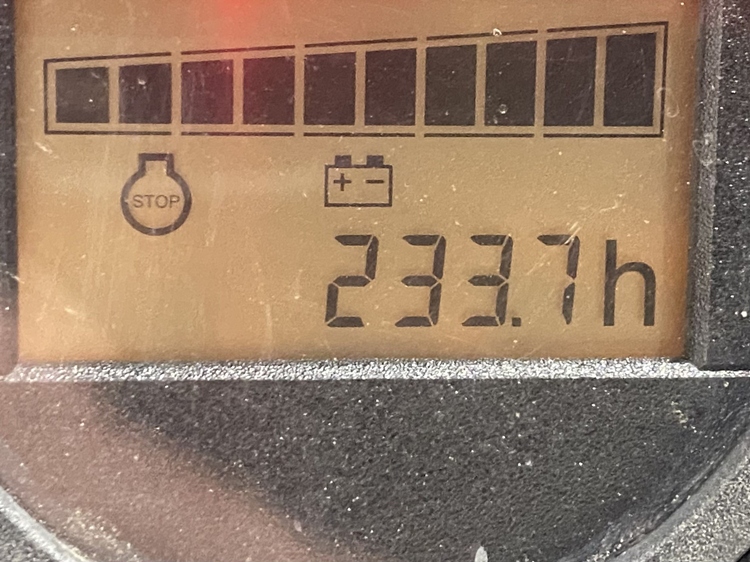 STOP
+ -
233.7h